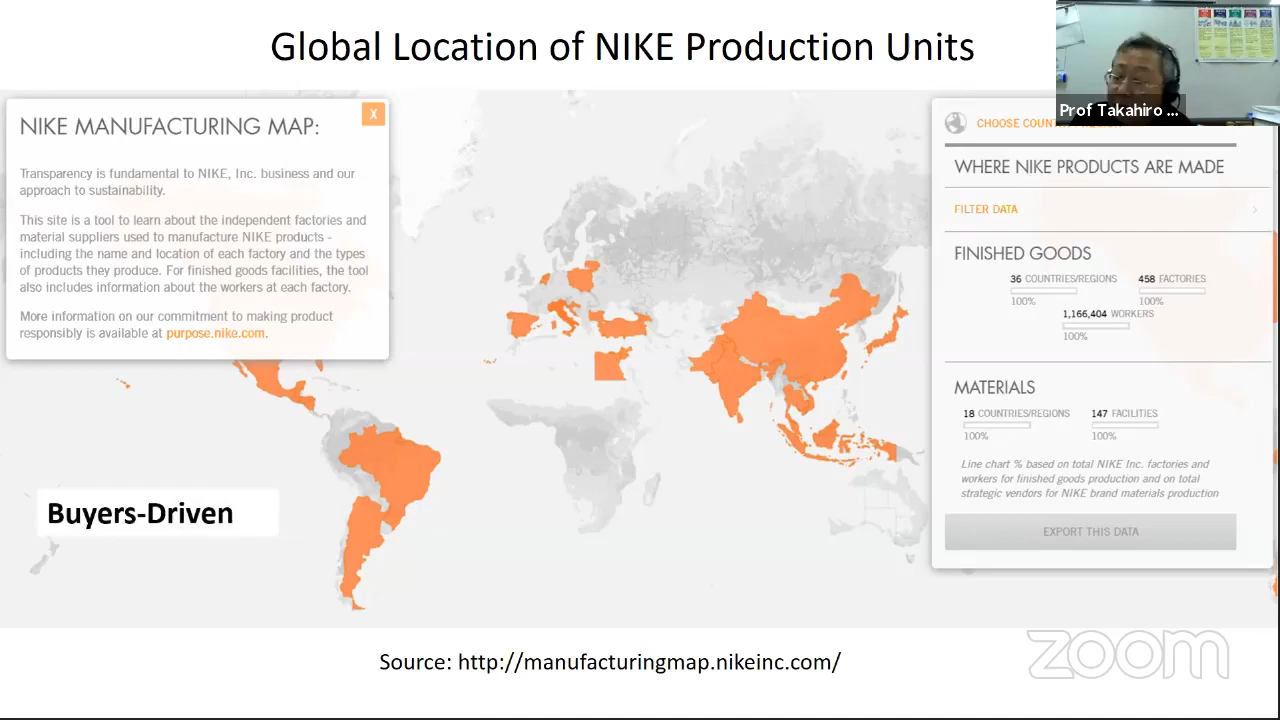 Global Location of NIKE Production Units
Prof Takahiro ...
NIKE MANUFACTURING MAP:
X
Transparency is fundamental to NIKE, Inc. business and our
approach to sustainability.
This site is a tool to learn about the independent factories and
material suppliers used to manufacture NIKE products -
including the name and location of each factory and the types
of products they produce. For finished goods facilities, the tool
also includes information about the workers at each factory.
More information on our commitment to making product
responsibly is available at purpose.nike.com.
Buyers-Driven
CHOOSE
WHERE NIKE PRODUCTS ARE MADE
FILTER DATA
FINISHED GOODS
36 COUNTRIES/REGIONS 458 FACTORIES
100% 100%
1,166,404 WORKERS
100%
MATERIALS
18 COUNTRIES/REGIONS 147 FACILITIES
100% 100%
Line chart % based on total NIKE Inc. factories and
workers for finished goods production and on total
strategic vendors for NIKE brand materials production
EXPORT THIS DATA
Source: http://manufacturingmap.nikeinc.com/
zoom